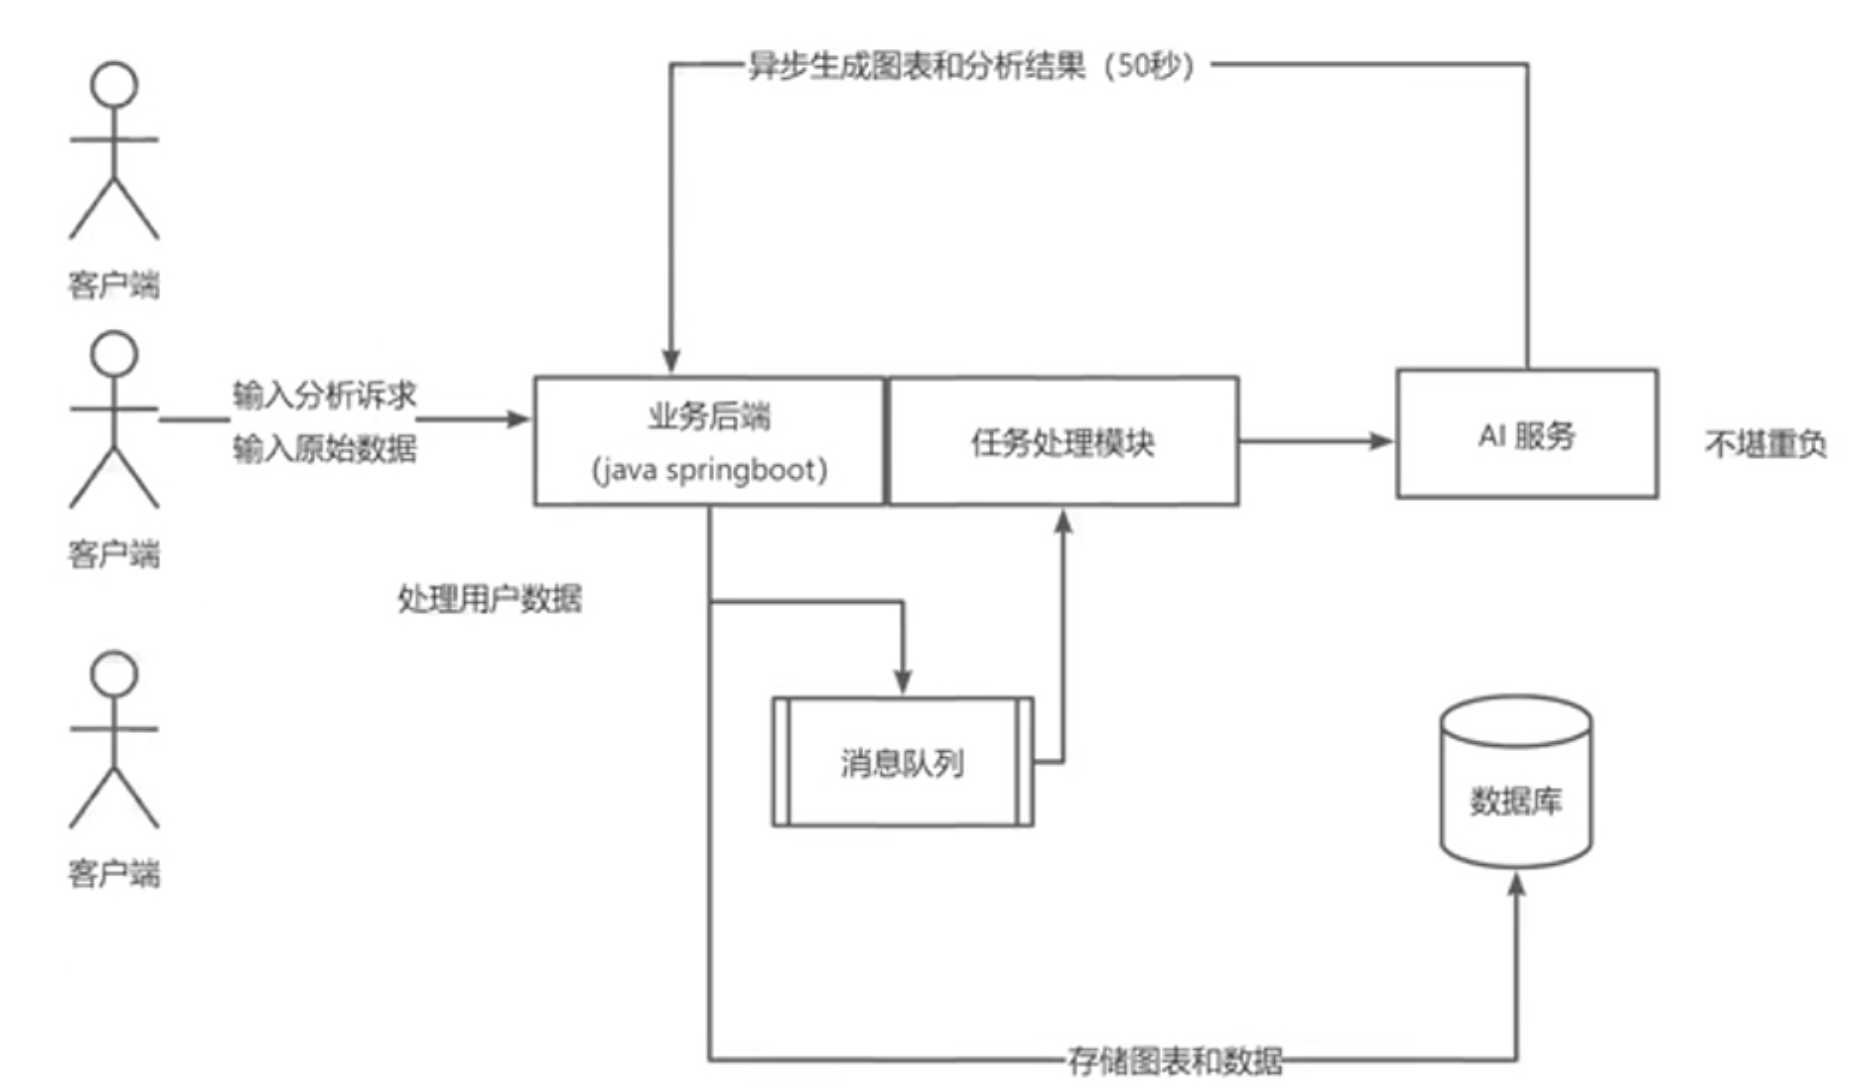 异步生成图表和分析结果（50秒）
客户端
输入分析诉求
输入原始数据
客户端
业务后端
(java springboot)
任务处理模块
AI 服务
不堪重负
处理用户数据
消息队列
数据库
客户端
存储图表和数据